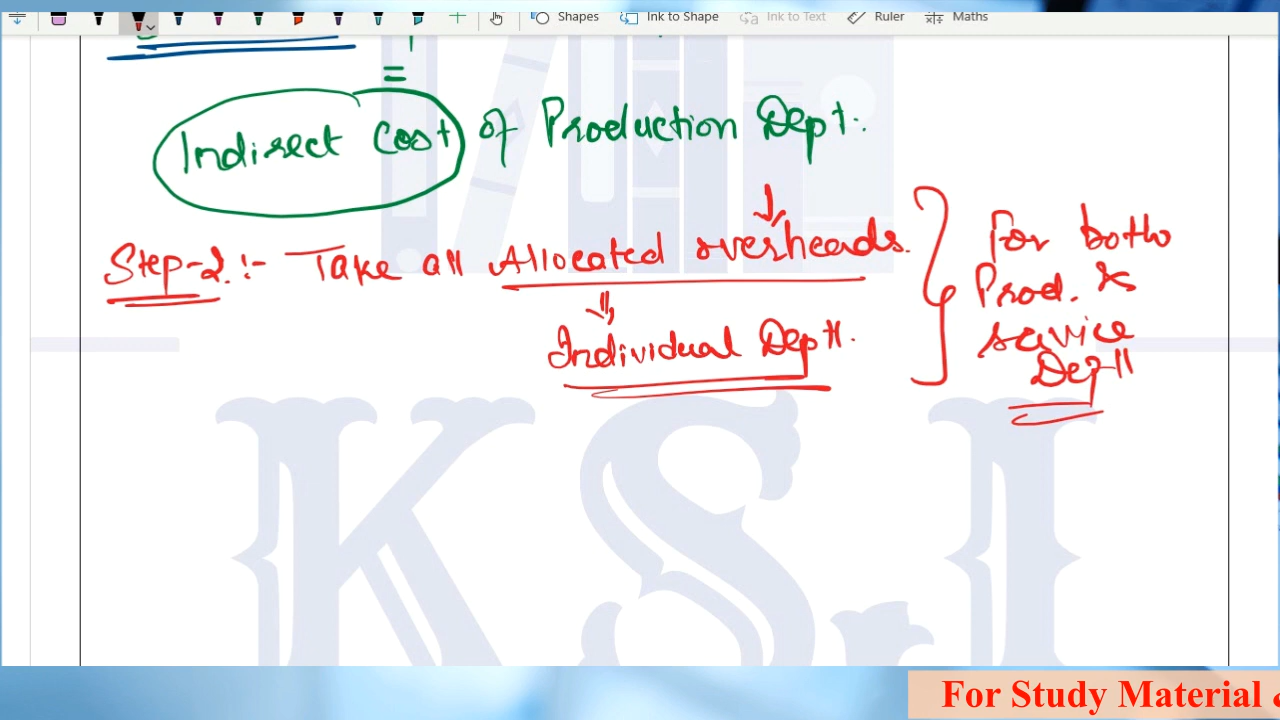 Shapes Ink to Shape Ink to Text Ruler Maths
=
Indirect Cost of Production Dept.
Step-2 :- Take all Allocated overheads.
Individual Deptt.
For both
Prod. &
service
Deptt
KSI
For Study Material